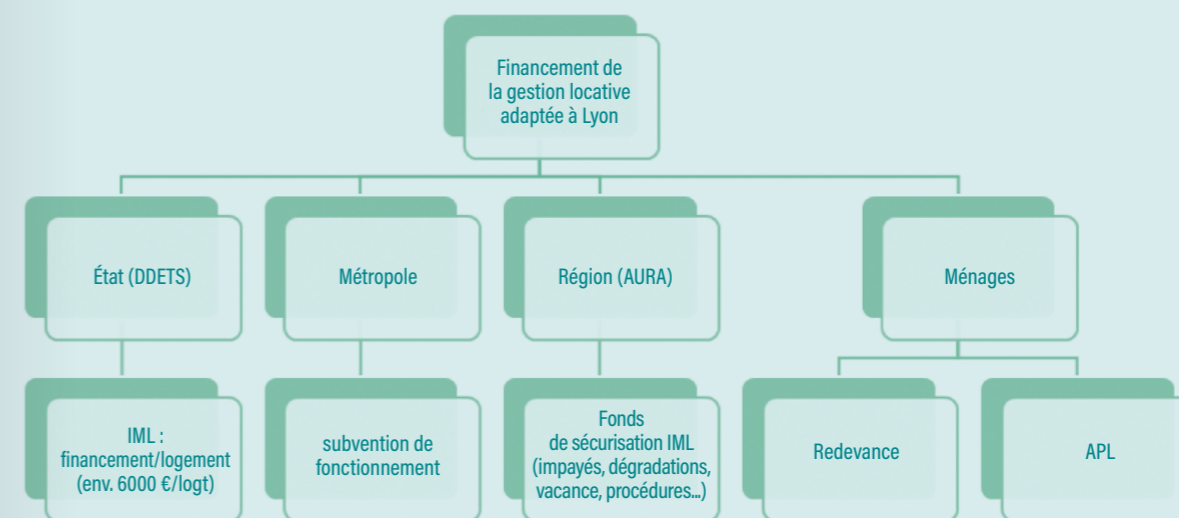 Financement de
la gestion locative
adaptée à Lyon
État (DDETS)
Métropole
Région (AURA)
Ménages
IML :
financement/logement
(env. 6000 €/logt)
subvention de
fonctionnement
Fonds
de sécurisation IML
(impayés, dégradations,
vacance, procédures...)
Redevance
APL